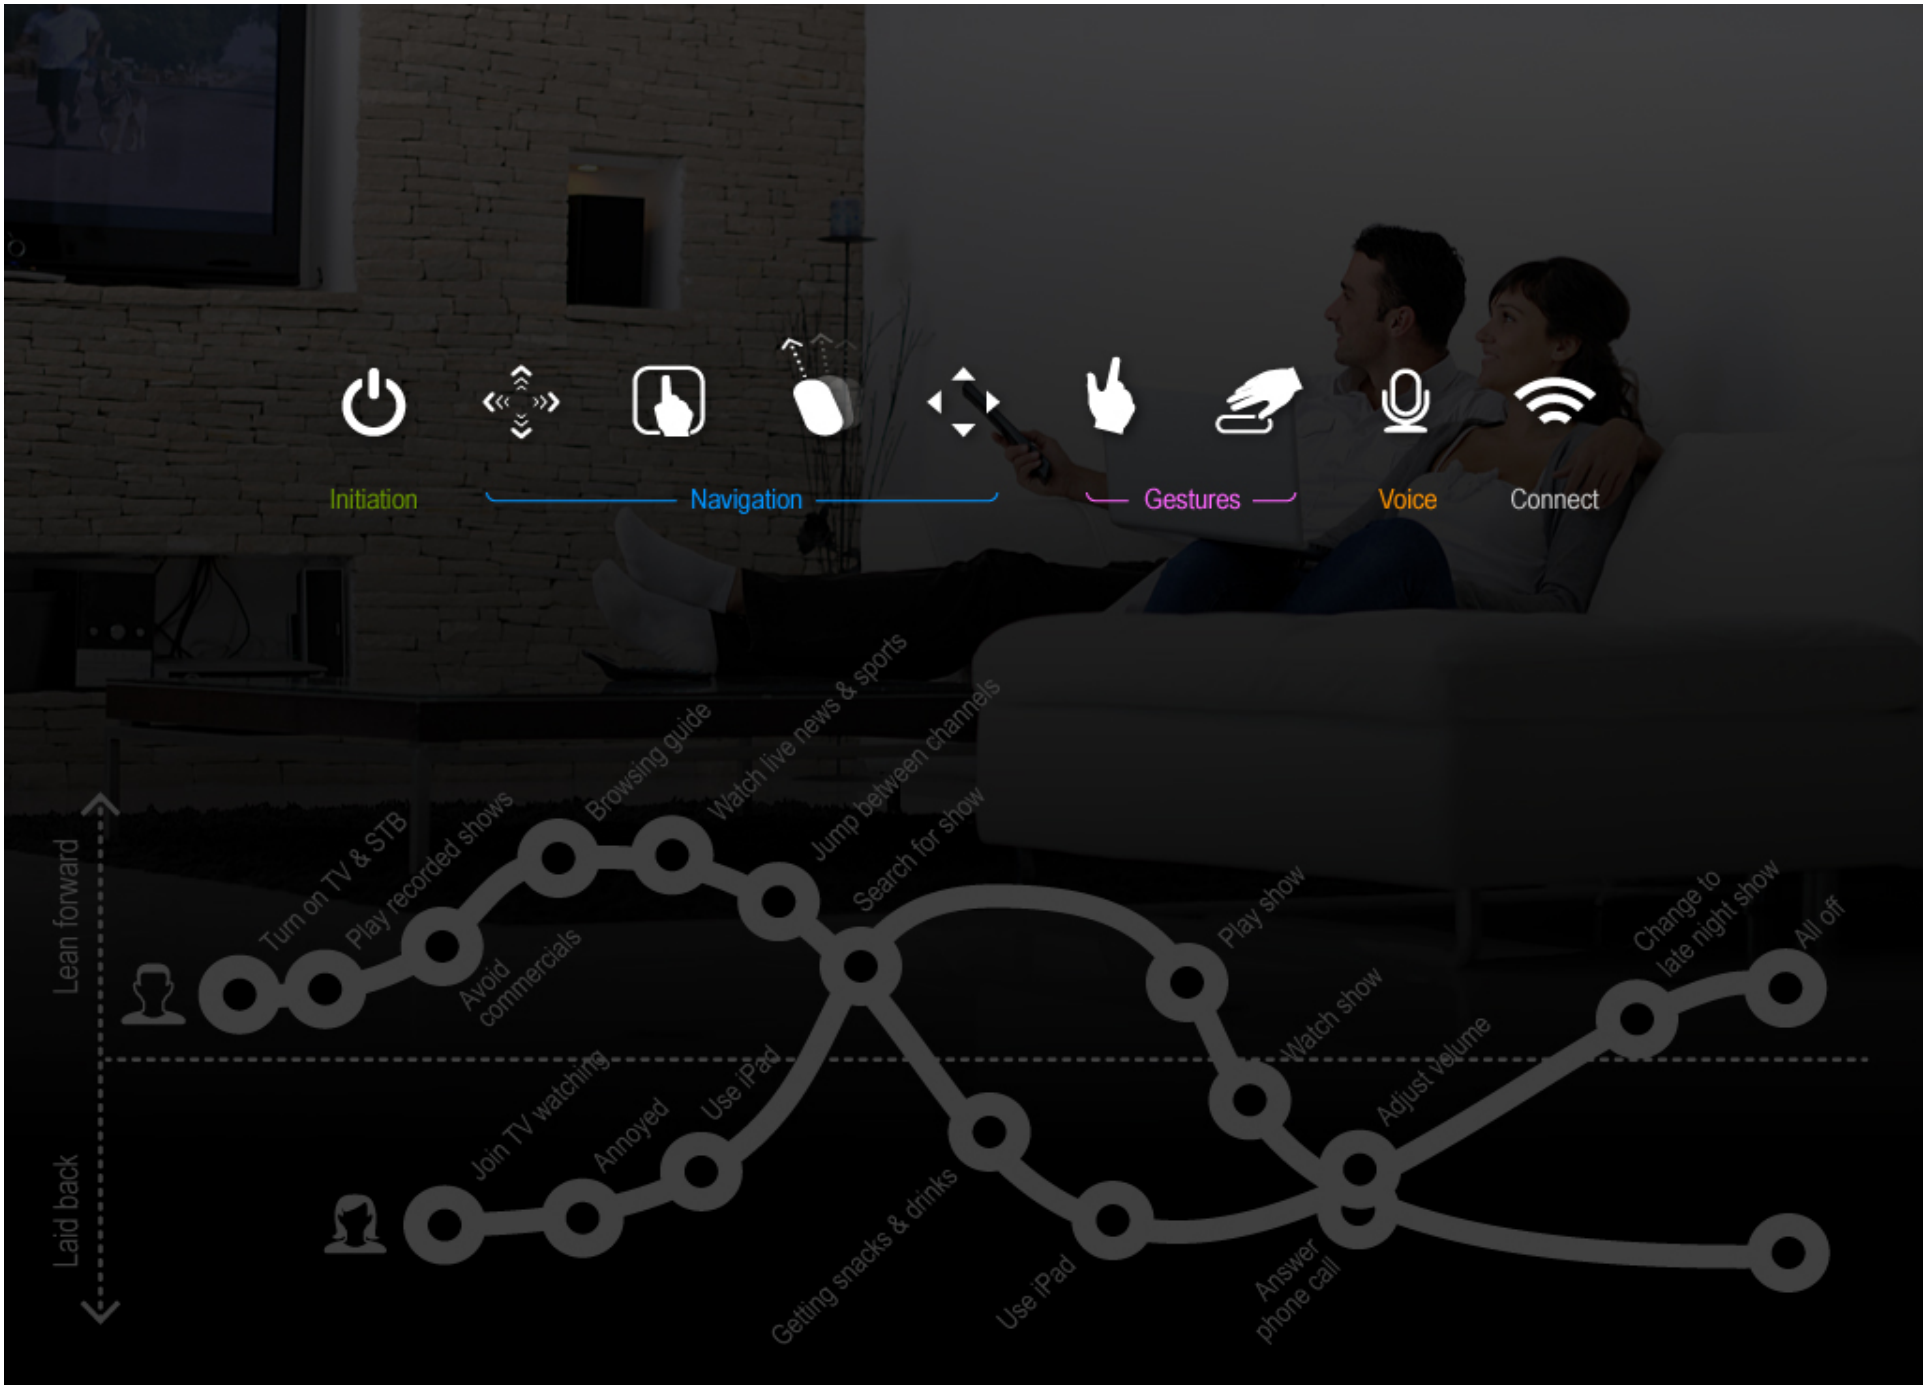 Initiation
Navigation
Gestures
Voice
Connect
Lean forward
Laid back
Turn on TV & STB
Play recorded shows
Avoid
commercials
Browsing guide
Watch live news & sports
Jump between channels
Search for show
Play show
Watch show
Adjust volume
Change to
late night show
All off
Join TV watching
Annoyed
Use iPad
Getting snacks & drinks
Use iPad
Answer
phone call